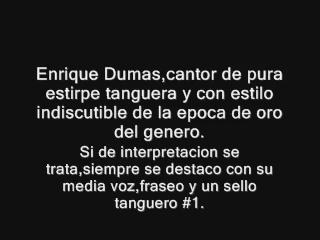 Enrique Dumas,cantor de pura
estirpe tanguera y con estilo
indiscutible de la epoca de oro
del genero.
Si de interpretacion se
trata,siempre se destaco con su
media voz,fraseo y un sello
tanguero #1.